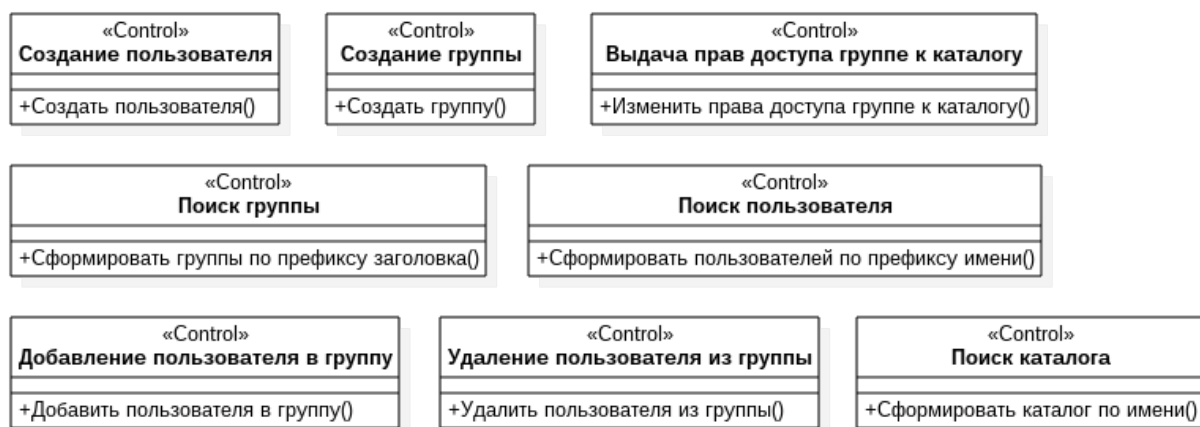 «Control»
Создание пользователя
+Создать пользователя()
«Control»
Создание группы
+Создать группу()
«Control»
Выдача прав доступа группе к каталогу
+Изменить права доступа группе к каталогу()
«Control»
Поиск группы
+Сформировать группы по префиксу заголовка()
«Control»
Поиск пользователя
+Сформировать пользователей по префиксу имени()
«Control»
Добавление пользователя в группу
+Добавить пользователя в группу()
«Control»
Удаление пользователя из группы
+Удалить пользователя из группы()
«Control»
Поиск каталога
+Сформировать каталог по имени()